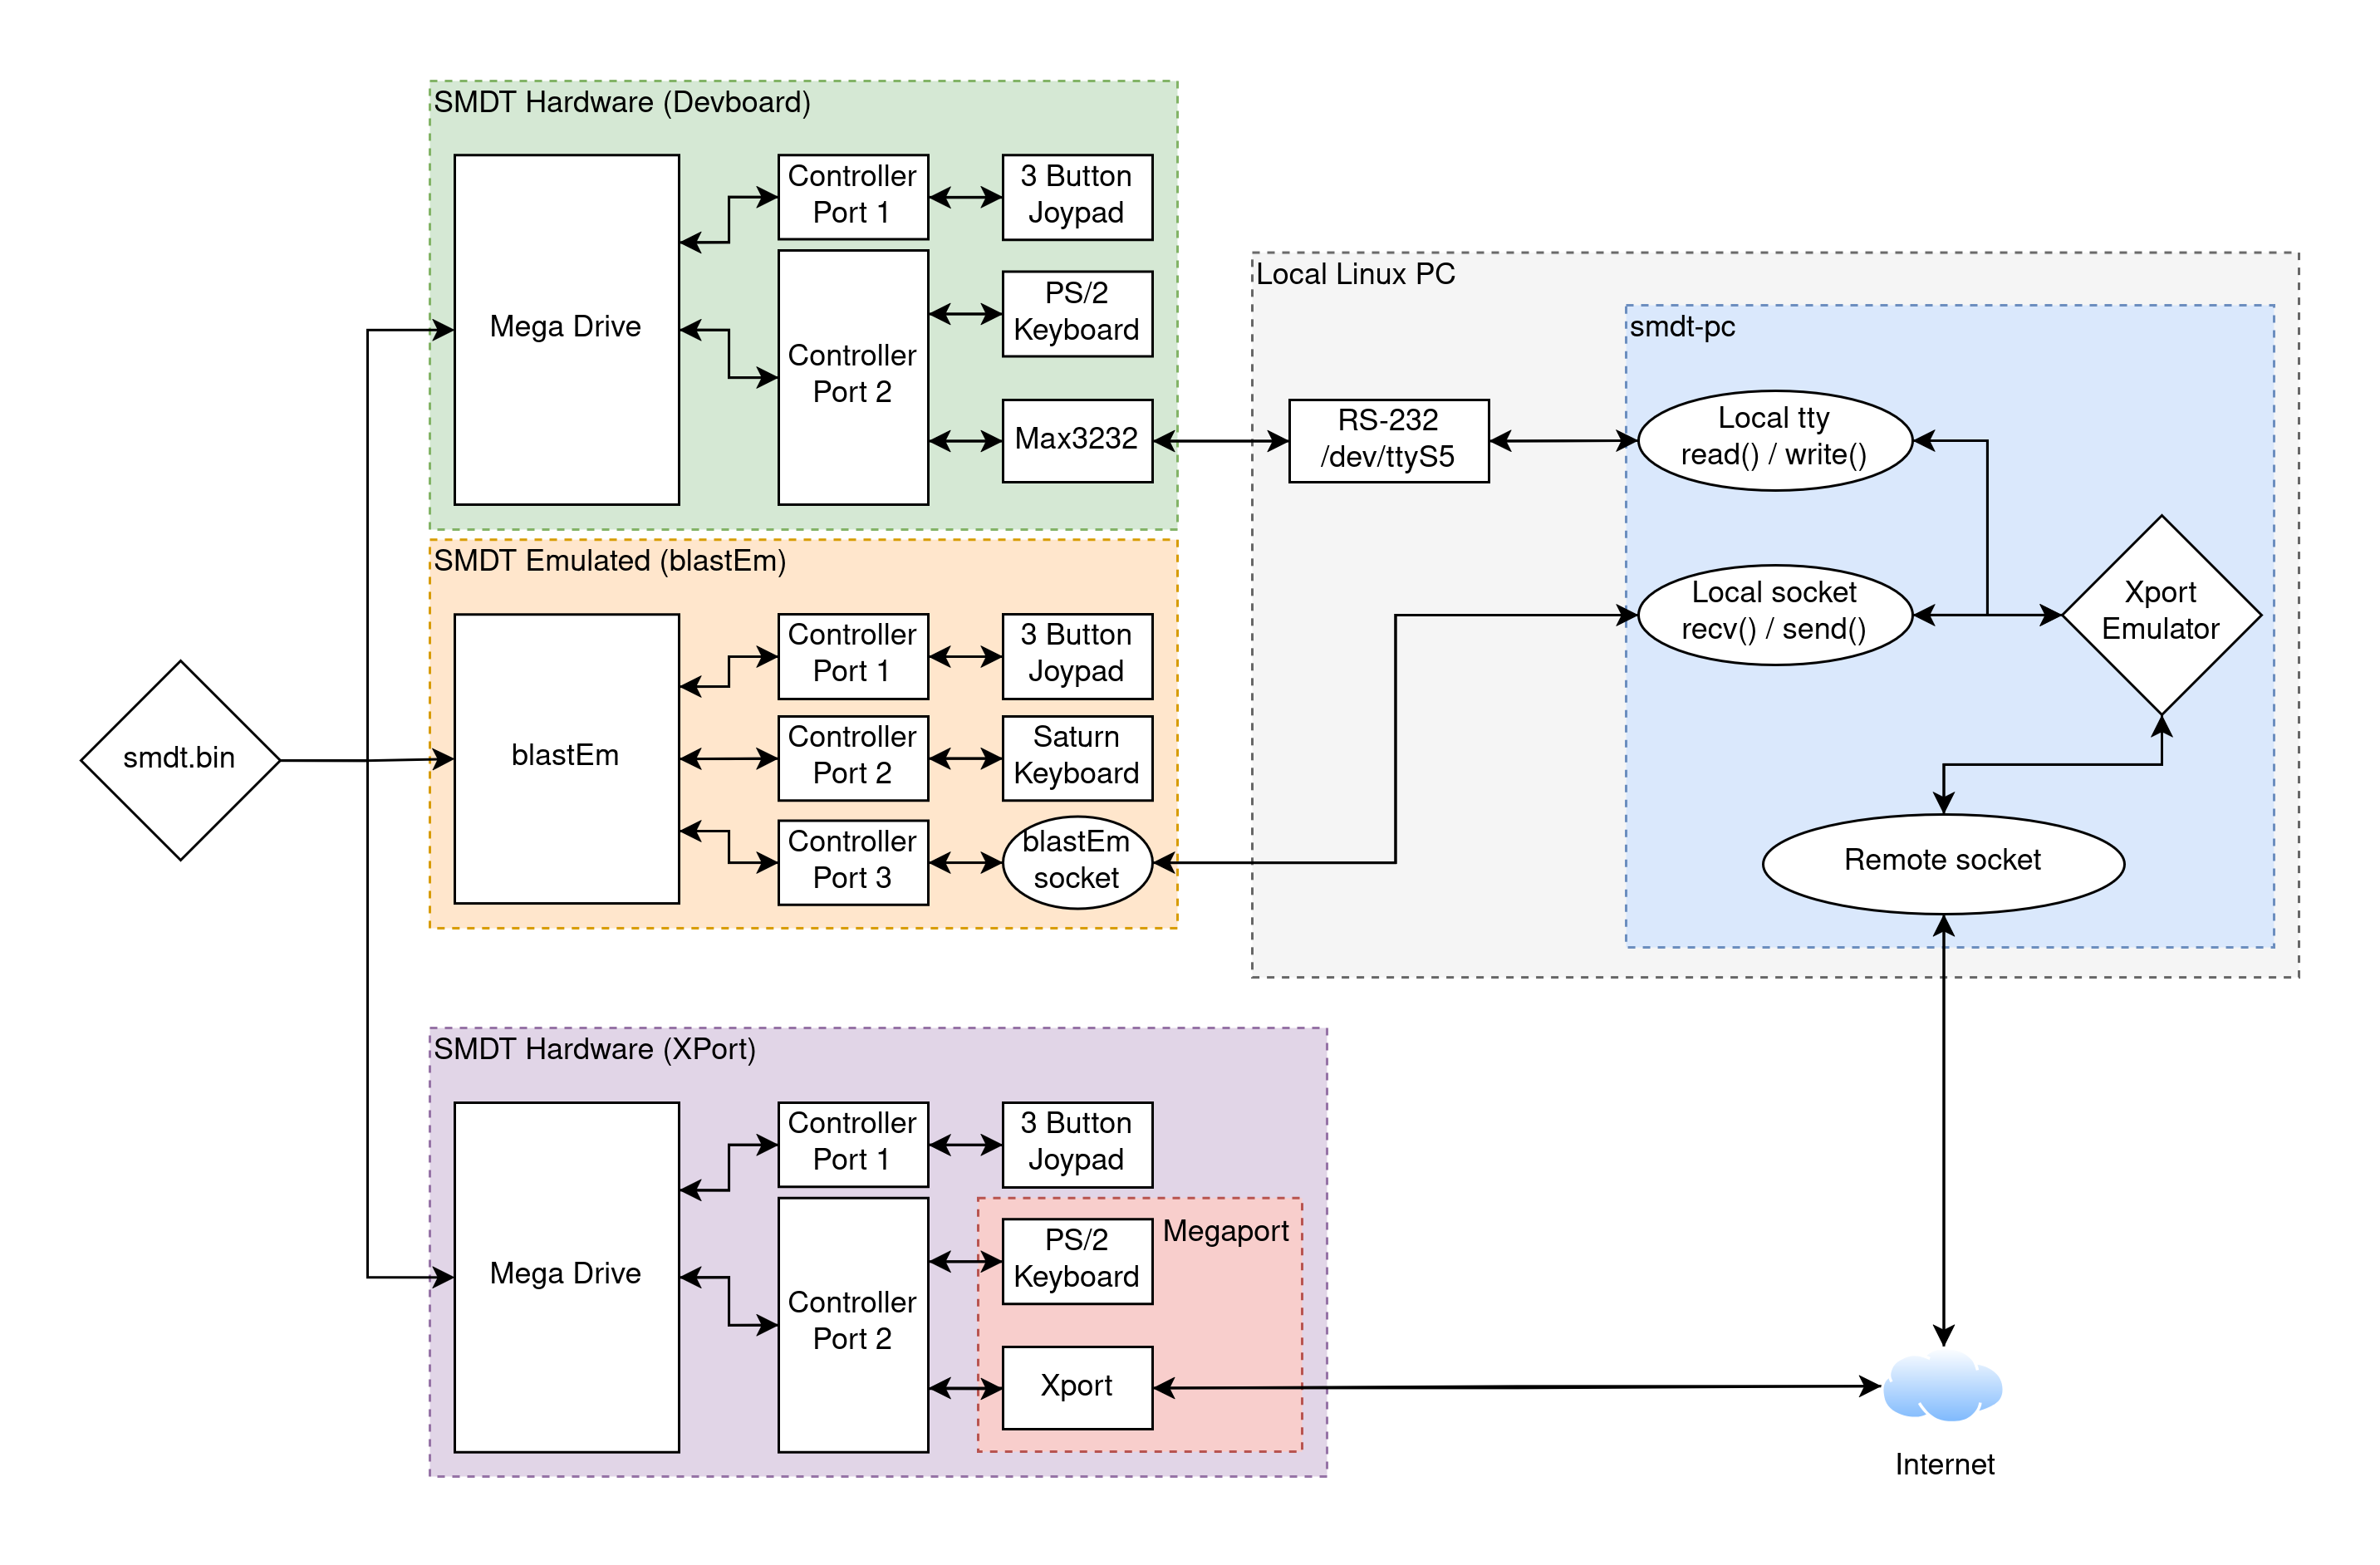 SMDT Hardware (Devboard)
Mega Drive
Controller
Port 1
3 Button
Joypad
Controller
Port 2
PS/2
Keyboard
Max3232
Local Linux PC
RS-232
/dev/ttyS5
smdt-pc
Local tty
read() / write()
Local socket
recv() / send()
Xport
Emulator
Remote socket
SMDT Emulated (blastEm)
smdt.bin
blastEm
Controller
Port 1
3 Button
Joypad
Controller
Port 2
Saturn
Keyboard
Controller
Port 3
blastEm
socket
SMDT Hardware (XPort)
Mega Drive
Controller
Port 1
3 Button
Joypad
Controller
Port 2
Megaport
PS/2
Keyboard
Xport
Internet